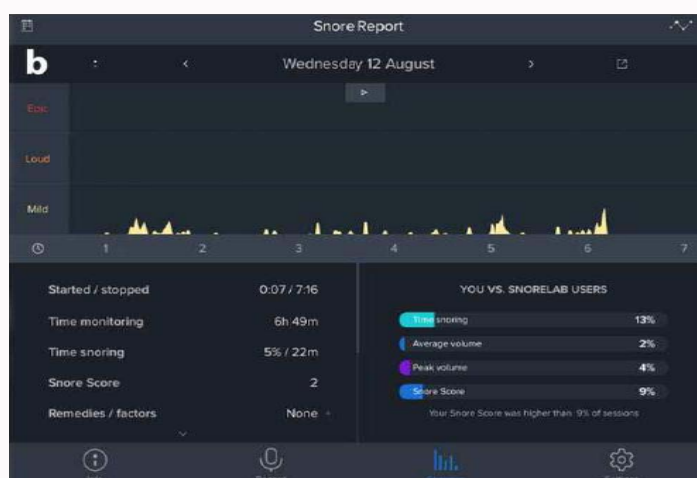 Snore Report
b
Wednesday 12 August
Epic
Loud
Mild
1 2 3 4 5 6 7
Started / stopped 0:07 / 7:16
Time monitoring 6h 49m
Time snoring 5% / 22m
Snore Score 2
Remedies / factors None +
YOU VS. SNORELAB USERS
Time snoring 13%
Average volume 2%
Peak volume 4%
Snore Score 9%
Your Snore Score was higher than 9% of sessions